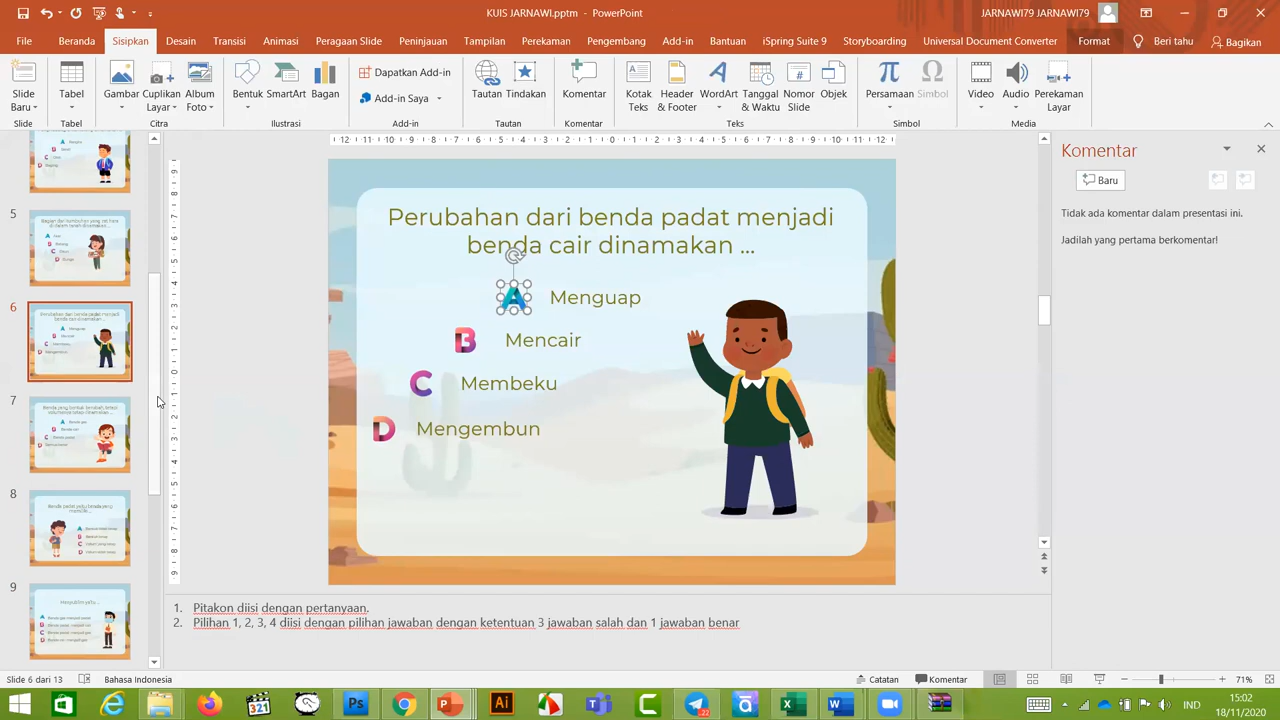 KUIS JARNAWI.pptm - PowerPoint
JARNAWI79 JARNAWI79
File Beranda Sisipkan Desain Transisi Animasi Peragaan Slide Peninjauan Tampilan Perekaman Pengembang Add-in Bantuan iSpring Suite 9 Storyboarding Universal Document Converter Format Beri tahu Bagikan
Slide Baru
Tabel
Gambar
Cuplikan Layar
Album Foto
Bentuk
SmartArt
Bagan
Dapatkan Add-in
Add-in Saya
Tautan
Tindakan
Komentar
Kotak Teks
Header & Footer
WordArt
Tanggal & Waktu
Nomor Slide
Objek
Persamaan
Simbol
Video
Audio
Perekaman Layar
Slide Tabel Citra Ilustrasi Add-in Tautan Komentar Teks Simbol Media
5
6
7
8
9
Perubahan dari benda padat menjadi
benda cair dinamakan ...
A Menguap
B Mencair
C Membeku
D Mengembun
1. Pitakon diisi dengan pertanyaan.
2. Pilihan 1, 2, 3, 4 diisi dengan pilihan jawaban dengan ketentuan 3 jawaban salah dan 1 jawaban benar
Komentar
Baru
Tidak ada komentar dalam presentasi ini.
Jadilah yang pertama berkomentar!
Slide 6 dari 13 Bahasa Indonesia Catatan Komentar 71%
IND
15:02
18/11/2020